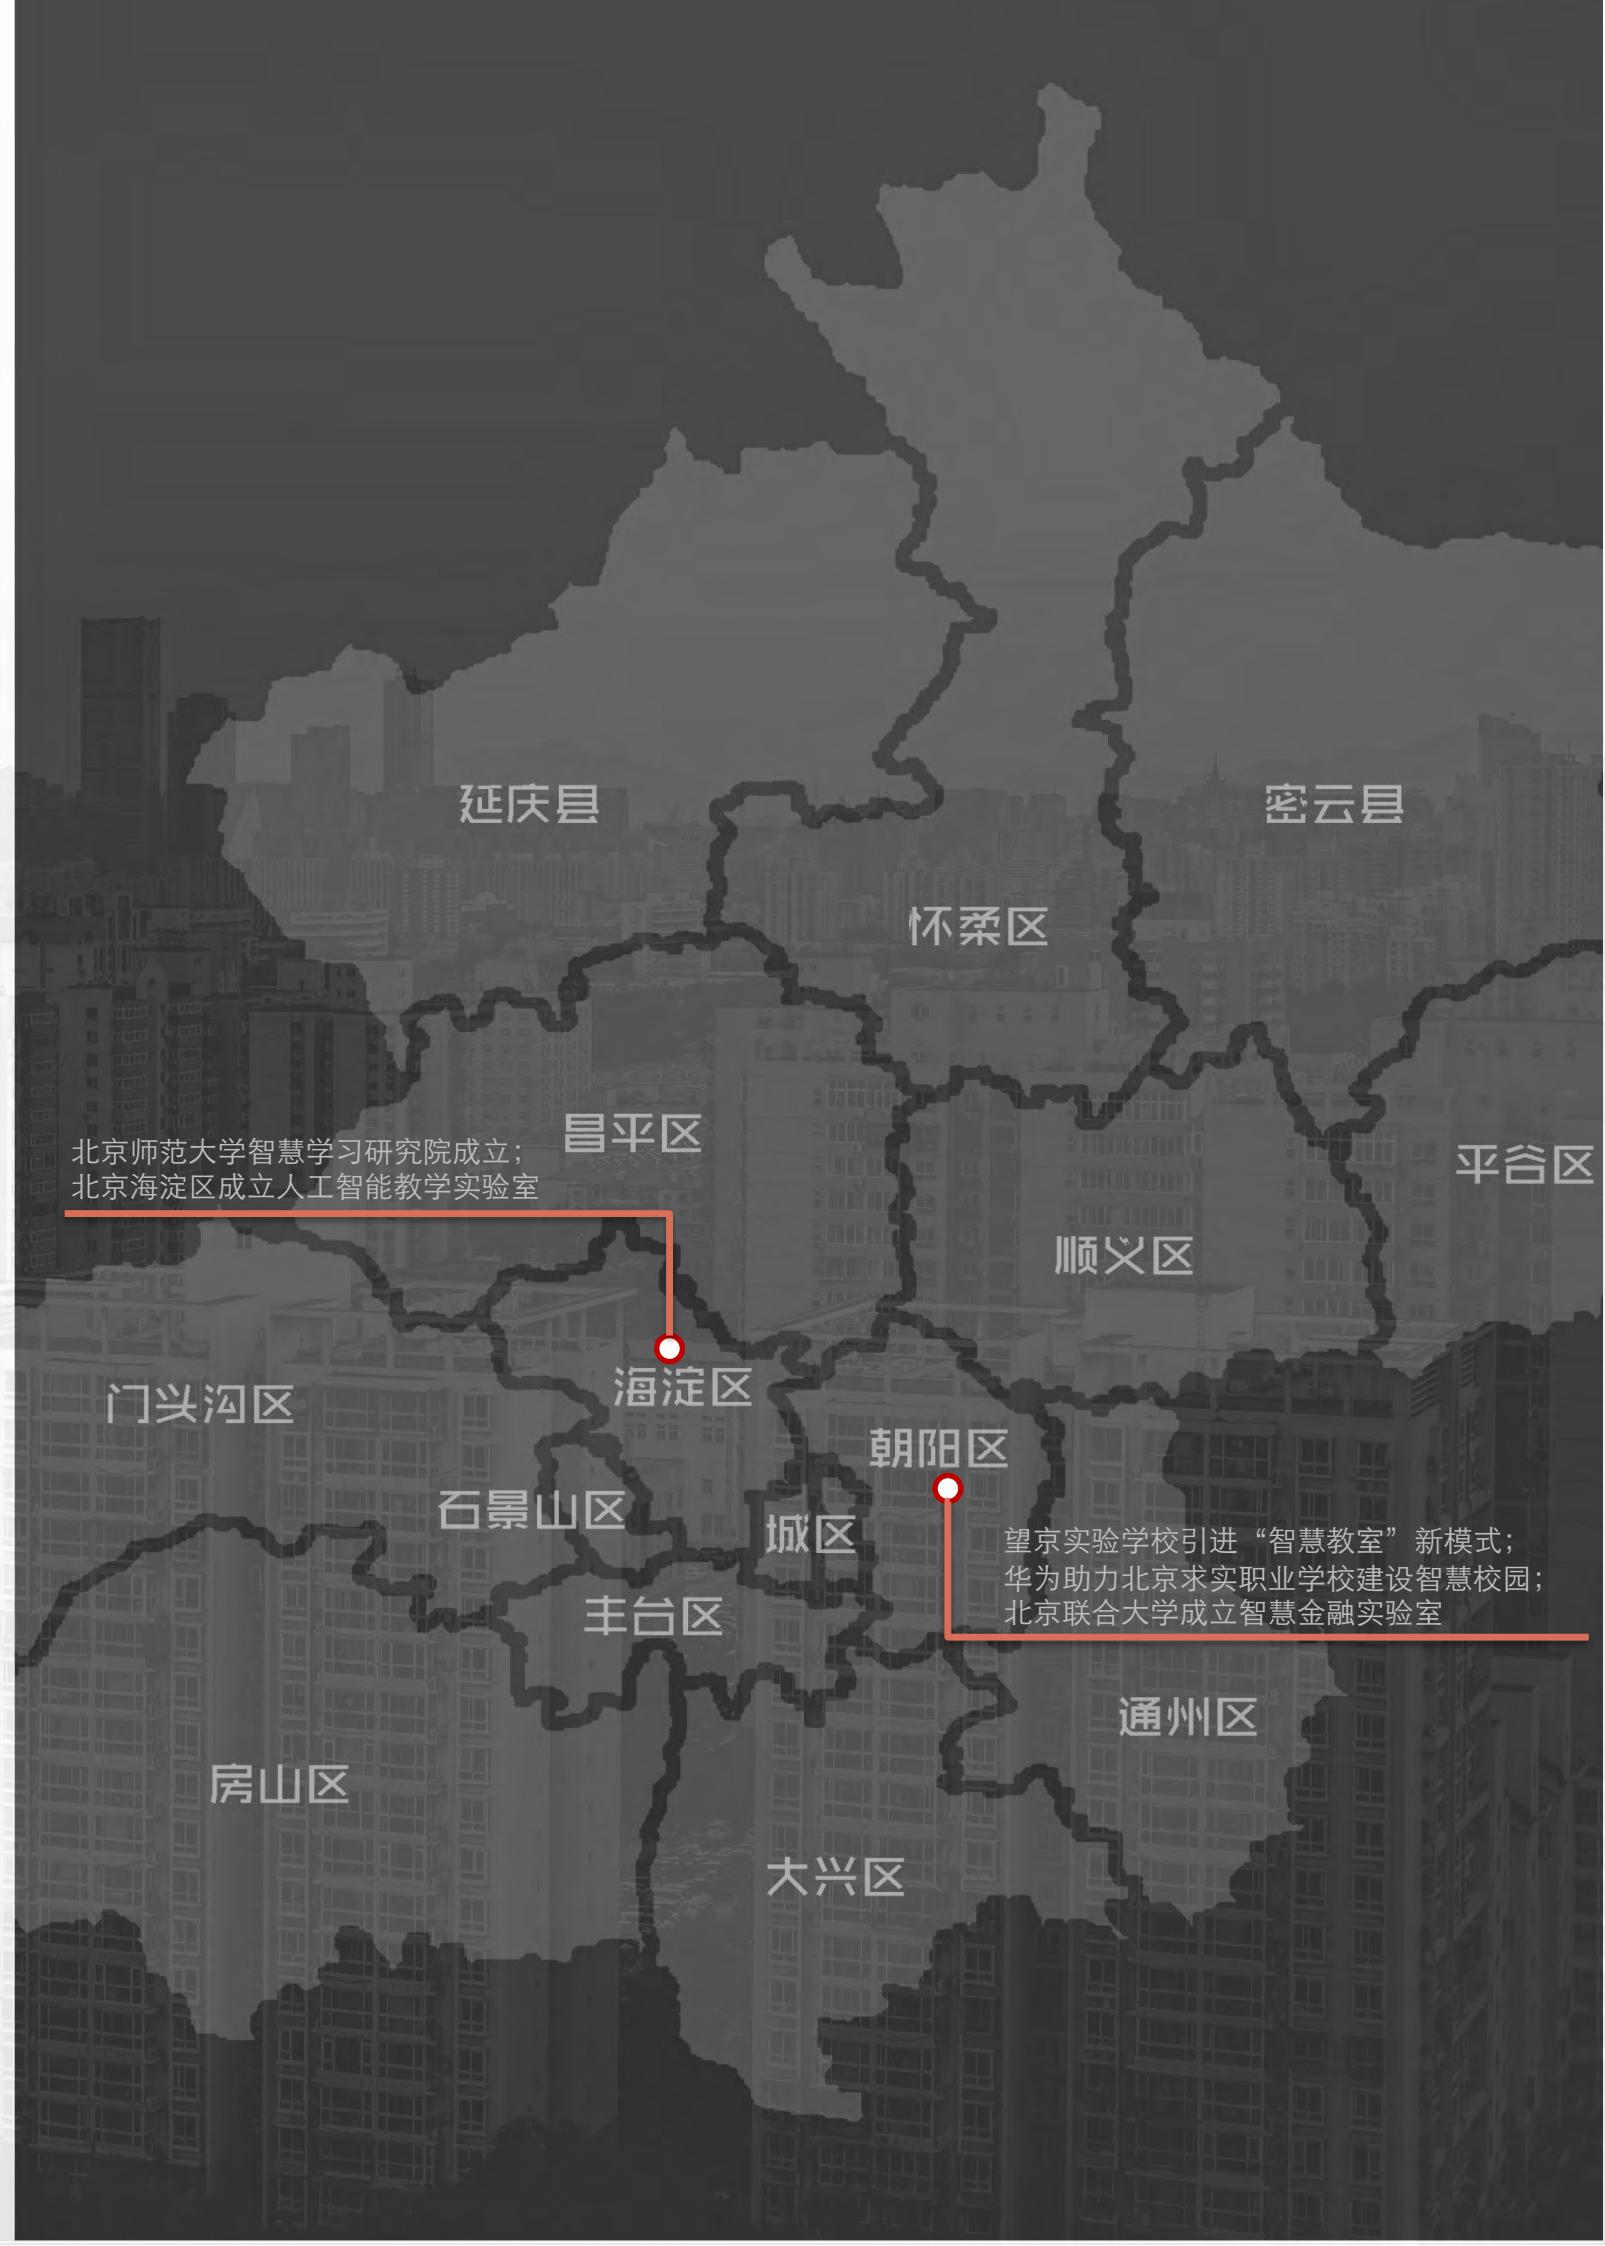 延庆县
密云县
怀柔区
昌平区
北京师范大学智慧学习研究院成立；
北京海淀区成立人工智能教学实验室
平谷区
顺义区
海淀区
门头沟区
朝阳区
石景山区
城区
望京实验学校引进“智慧教室”新模式；
华为助力北京求实职业学校建设智慧校园；
北京联合大学成立智慧金融实验室
丰台区
通州区
房山区
大兴区